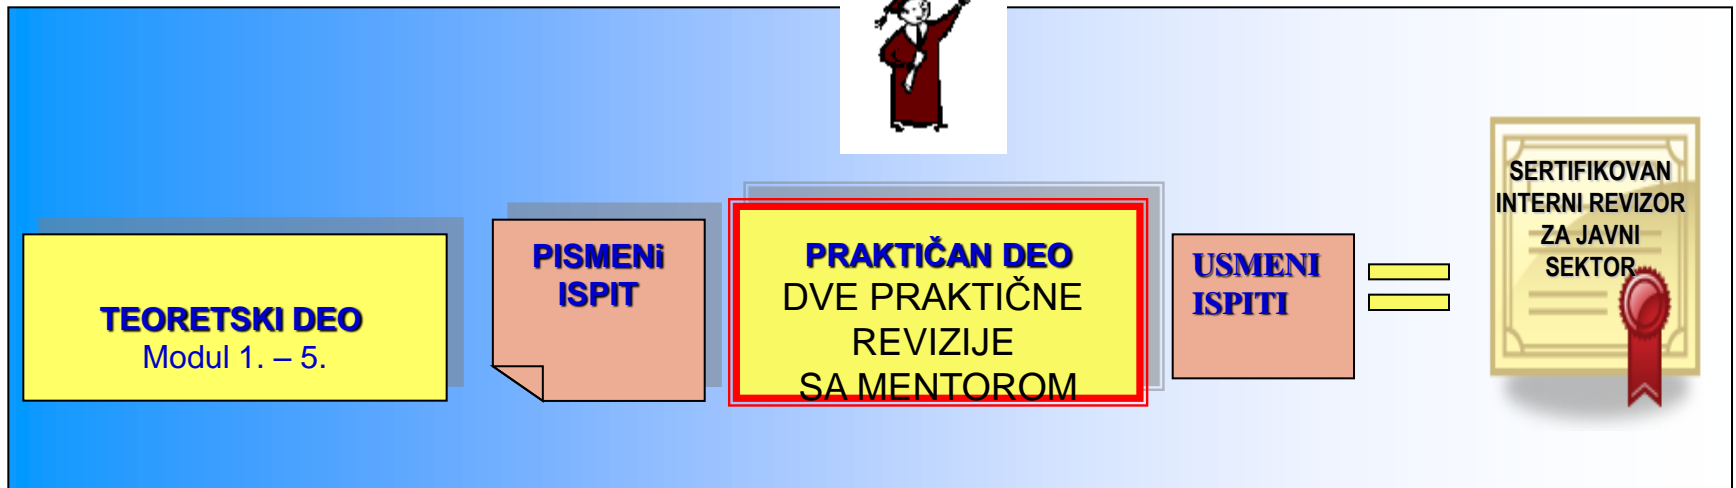 TEORETSKI DEO
Modul 1. – 5.
PISMENi
ISPIT
PRAKTIČAN DEO
DVE PRAKTIČNE
REVIZIJE
SA MENTOROM
USMENI
ISPITI
SERTIFIKOVAN
INTERNI REVIZOR
ZA JAVNI
SEKTOR